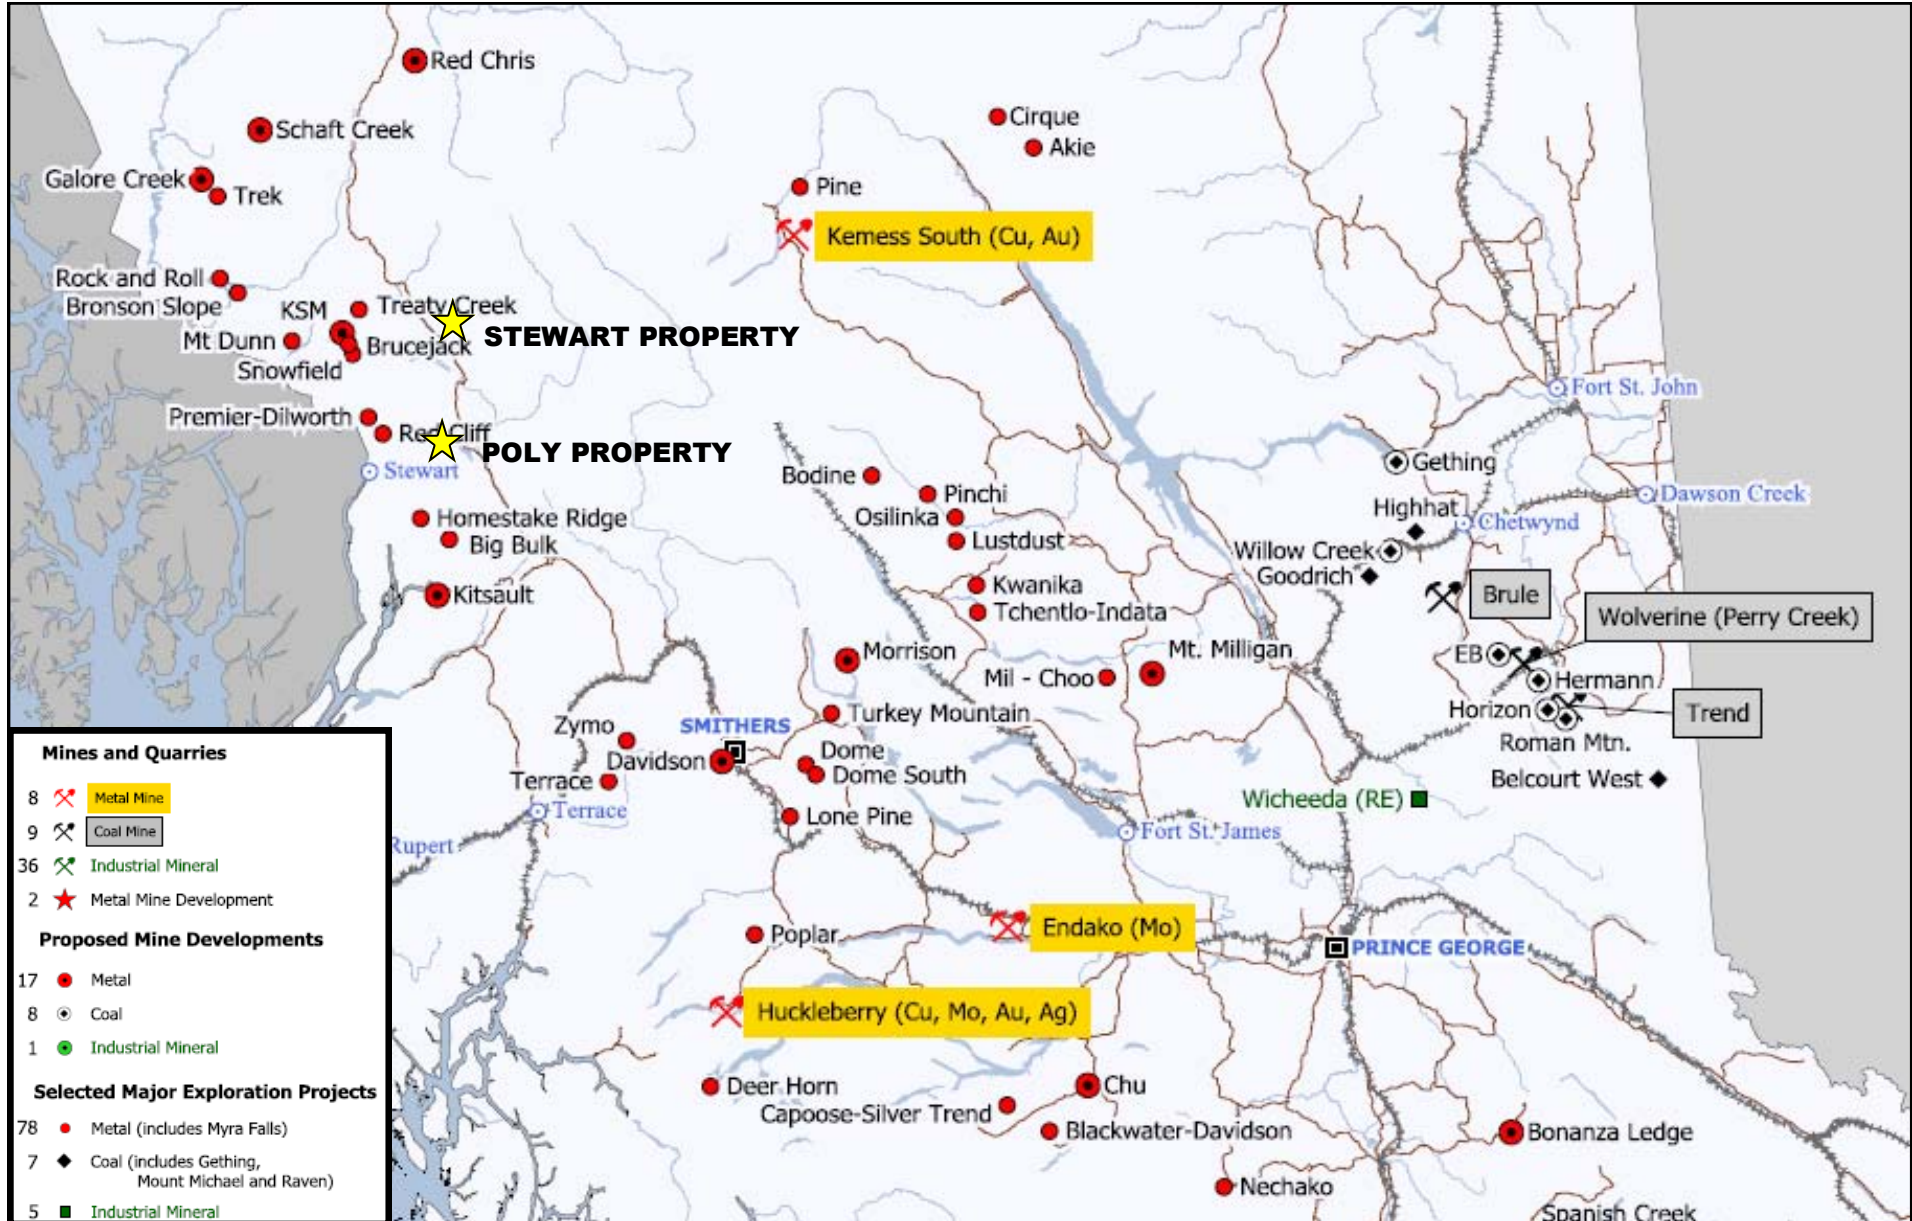 Red Chris
Schaft Creek
Cirque
Akie
Galore Creek
Trek
Pine
Kemess South (Cu, Au)
Rock and Roll
Bronson Slope
KSM
Treaty Creek
STEWART PROPERTY
Mt Dunn
Brucejack
Snowfield
Fort St. John
Premier-Dilworth
Red Cliff
POLY PROPERTY
Stewart
Bodine
Pinchi
Gething
Dawson Creek
Homestake Ridge
Osilinka
Highhat
Chetwynd
Big Bulk
Lustdust
Willow Creek
Goodrich
Kitsault
Kwanika
Brule
Tchentlo-Indata
Wolverine (Perry Creek)
Morrison
Mt. Milligan
EB
Mil - Choo
Hermann
Turkey Mountain
Horizon
Trend
Zymo
SMITHERS
Roman Mtn.
Davidson
Dome
Dome South
Belcourt West
Terrace
Terrace
Wicheeda (RE)
Lone Pine
Fort St. James
Rupert
Poplar
Endako (Mo)
PRINCE GEORGE
Huckleberry (Cu, Mo, Au, Ag)
Deer Horn
Chu
Capoose-Silver Trend
Blackwater-Davidson
Bonanza Ledge
Nechako
Spanish Creek
Mines and Quarries
8 Metal Mine
9 Coal Mine
36 Industrial Mineral
2 Metal Mine Development
Proposed Mine Developments
17 Metal
8 Coal
1 Industrial Mineral
Selected Major Exploration Projects
78 Metal (includes Myra Falls)
7 Coal (includes Gething,
Mount Michael and Raven)
5 Industrial Mineral